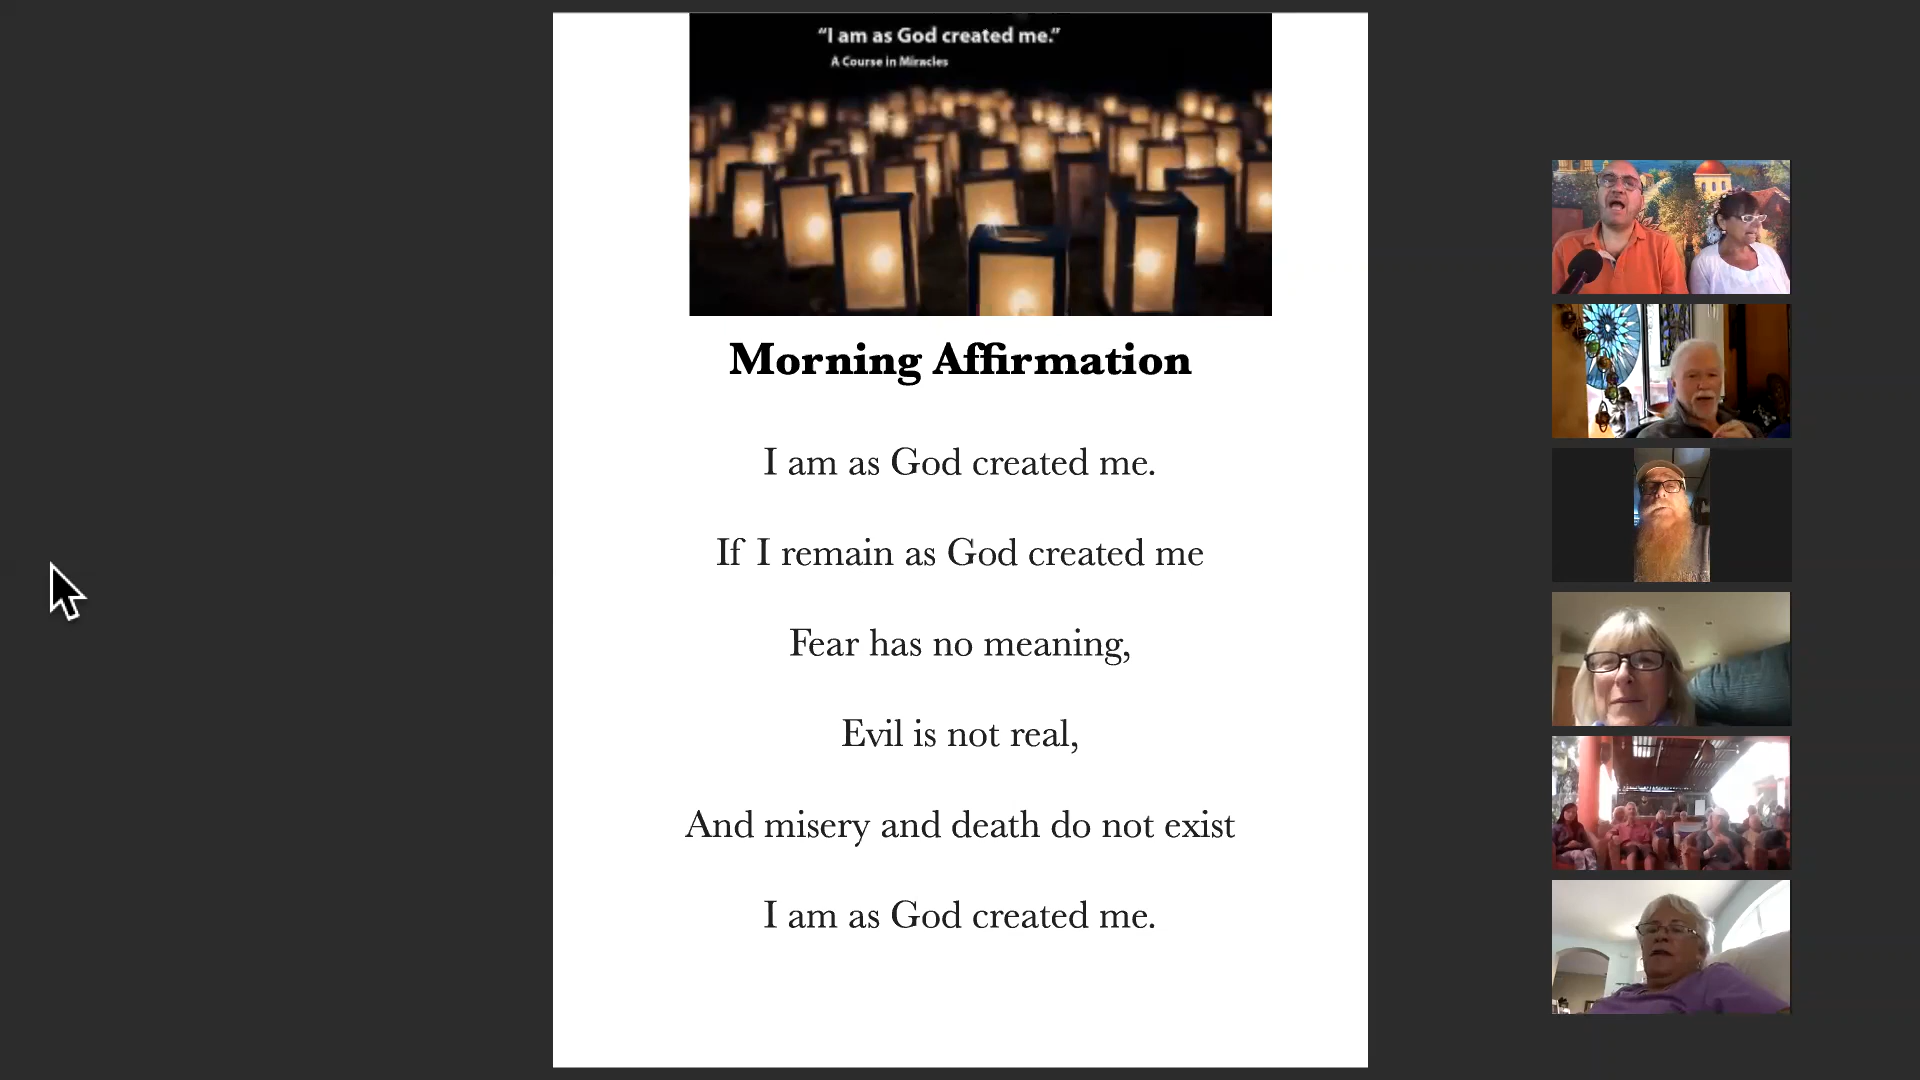 “I am as God created me.”
A Course in Miracles
Morning Affirmation
I am as God created me.
If I remain as God created me
Fear has no meaning,
Evil is not real,
And misery and death do not exist
I am as God created me.